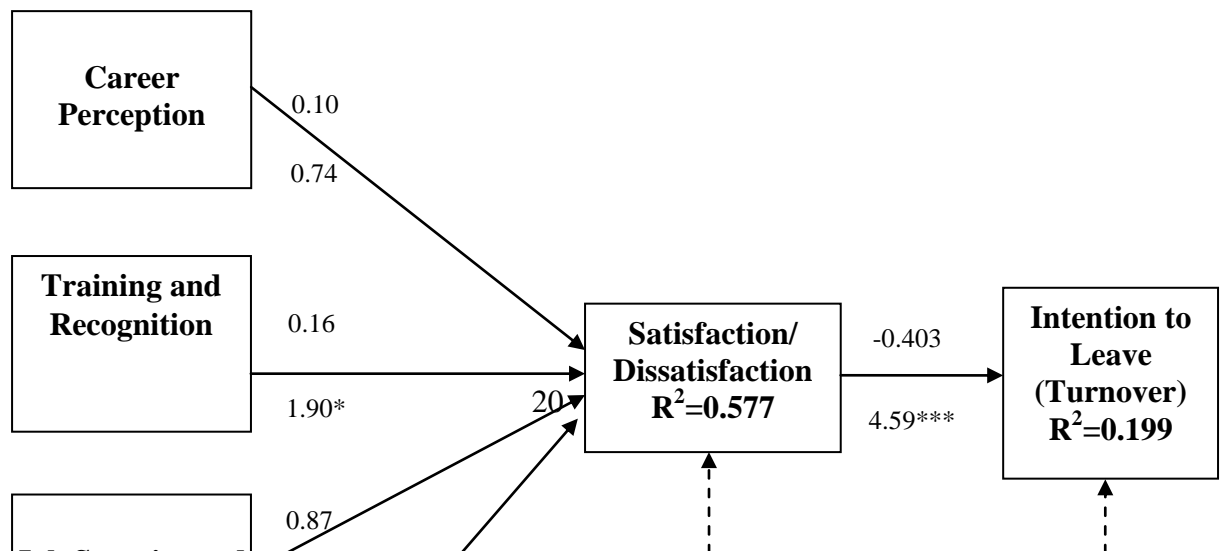 Career
Perception
0.10
0.74
Training and
Recognition
0.16
1.90*
20
Satisfaction/
Dissatisfaction
R²=0.577
-0.403
4.59***
Intention to
Leave
(Turnover)
R²=0.199
0.87